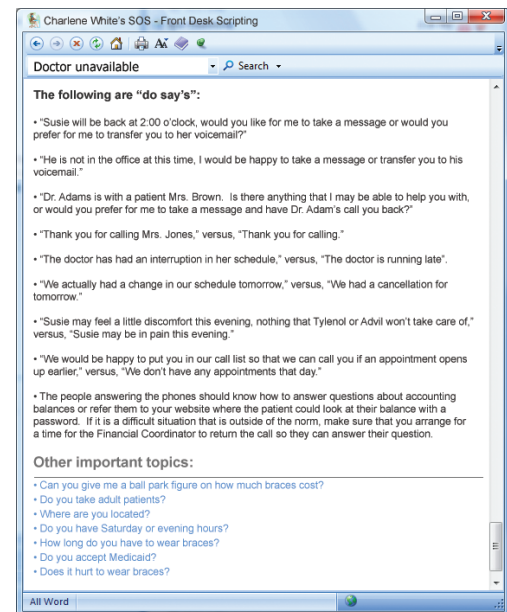 Charlene White's SOS - Front Desk Scripting
Doctor unavailable
Search
The following are “do say’s”:
• “Susie will be back at 2:00 o’clock, would you like for me to take a message or would you
prefer for me to transfer you to her voicemail?”
• “He is not in the office at this time, I would be happy to take a message or transfer you to his
voicemail.”
• “Dr. Adams is with a patient Mrs. Brown.  Is there anything that I may be able to help you with,
or would you prefer for me to take a message and have Dr. Adam’s call you back?”
• “Thank you for calling Mrs. Jones,” versus, “Thank you for calling.”
• “The doctor has had an interruption in her schedule,” versus, “The doctor is running late”.
• “We actually had a change in our schedule tomorrow,” versus, “We had a cancellation for
tomorrow.”
• “Susie may feel a little discomfort this evening, nothing that Tylenol or Advil won’t take care of,”
versus, “Susie may be in pain this evening.”
• “We would be happy to put you in our call list so that we can call you if an appointment opens
up earlier,” versus, “We don’t have any appointments that day.”
• The people answering the phones should know how to answer questions about accounting
balances or refer them to your website where the patient could look at their balance with a
password.  If it is a difficult situation that is outside of the norm, make sure that you arrange for
a time for the Financial Coordinator to return the call so they can answer their question.
Other important topics:
• Can you give me a ball park figure on how much braces cost?
• Do you take adult patients?
• Where are you located?
• Do you have Saturday or evening hours?
• How long do you have to wear braces?
• Do you accept Medicaid?
• Does it hurt to wear braces?
All Word